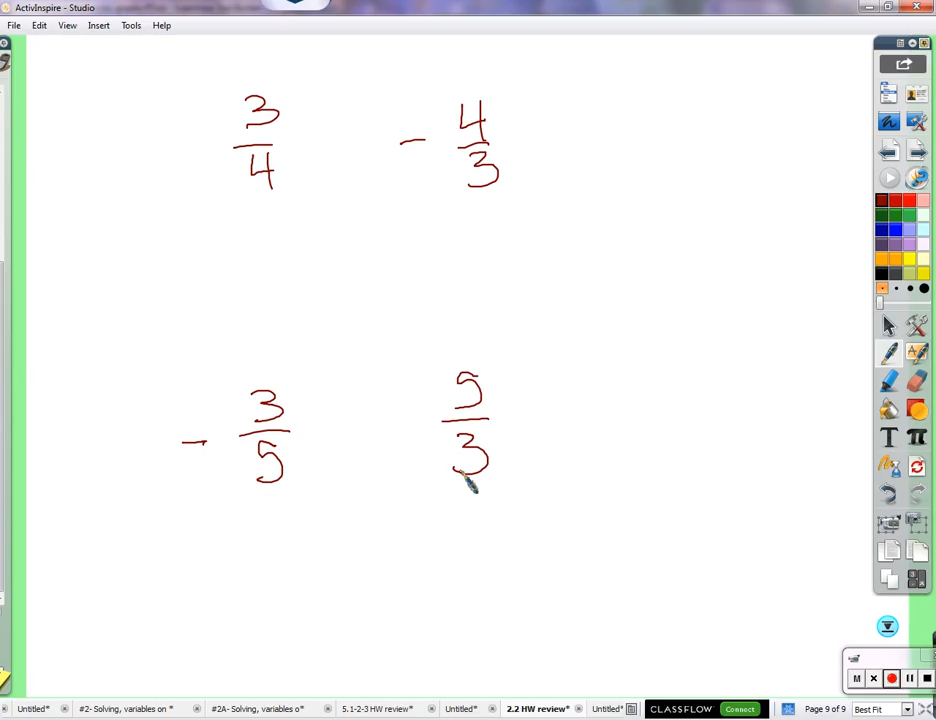 ActivInspire - Studio
File Edit View Insert Tools Help
3/4 - 4/3
- 3/5 5/3
M
Untitled* #2- Solving, variables on * #2A- Solving, variables o* 5.1-2-3 HW review* Untitled* 2.2 HW review* Untitled* CLASSFLOW Connect Page 9 of 9 Best Fit